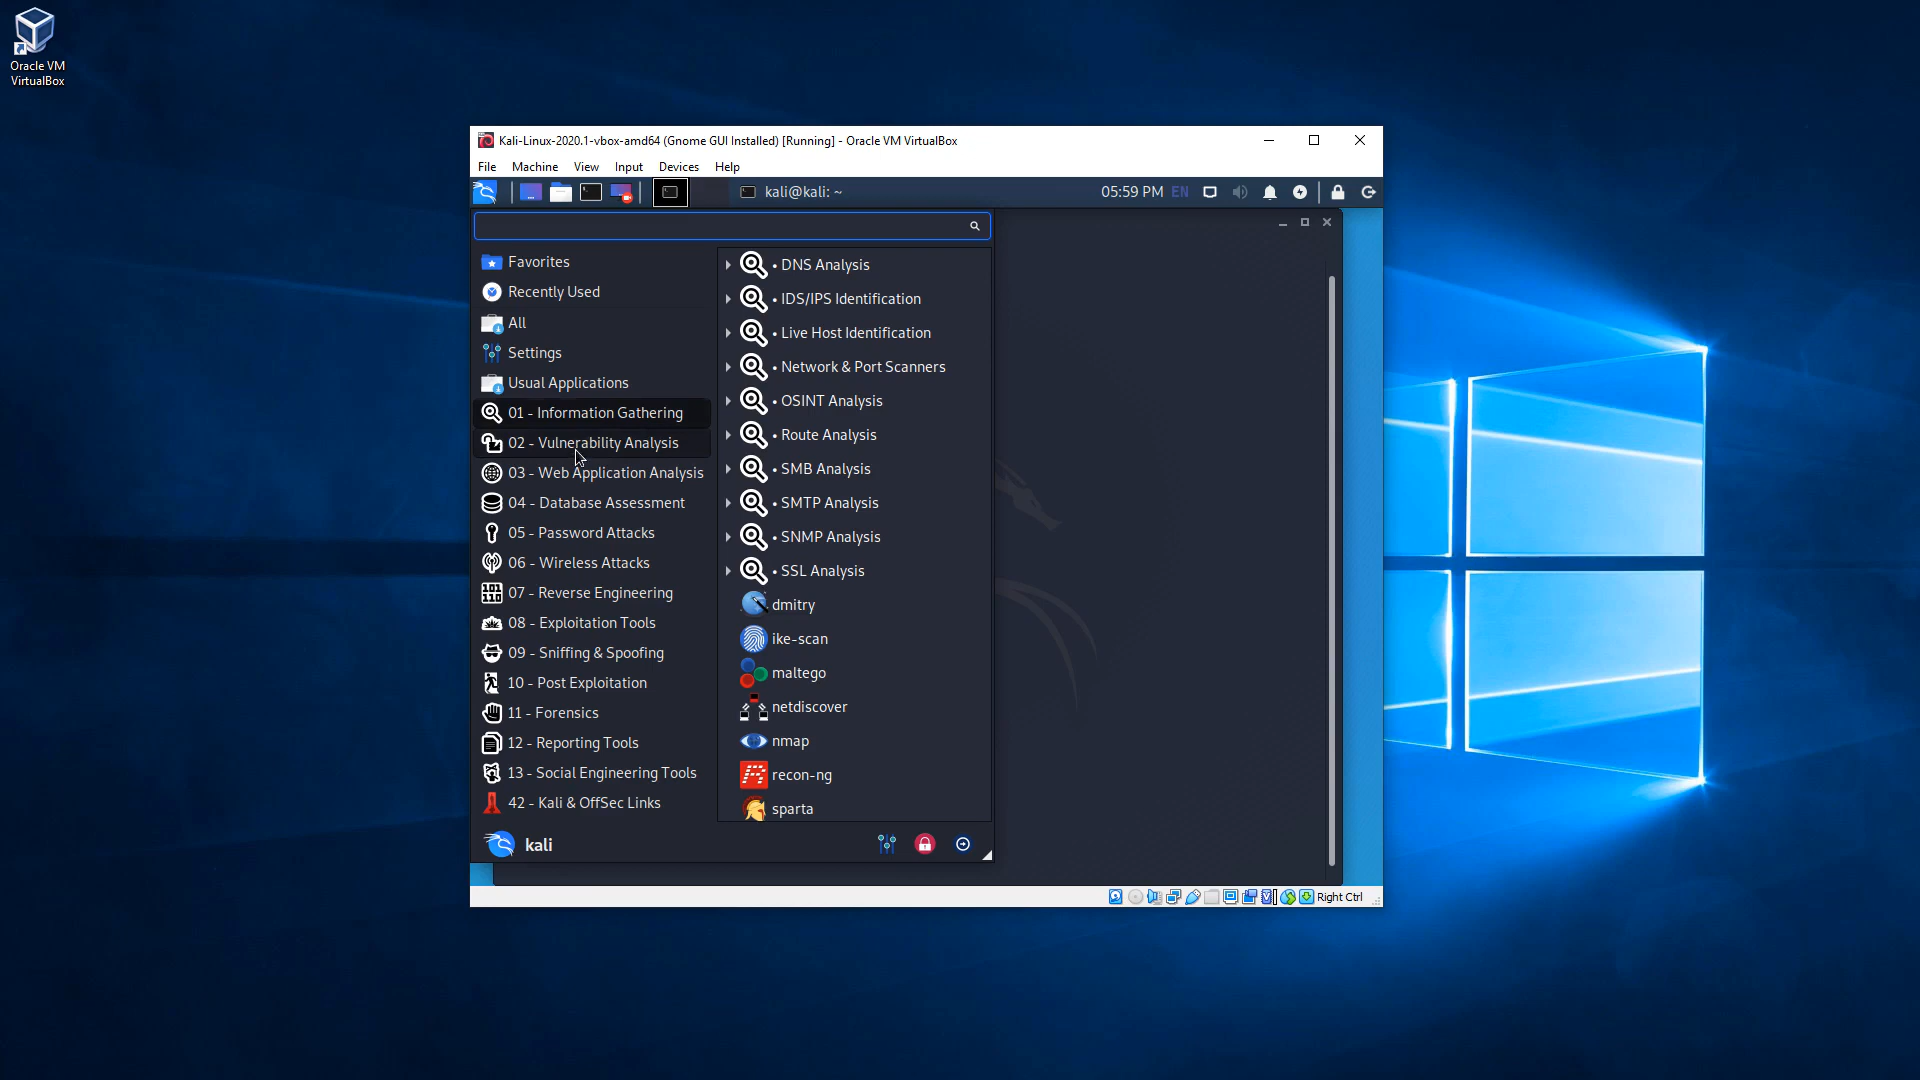 Oracle VM
VirtualBox
Kali-Linux-2020.1-vbox-amd64 (Gnome GUI Installed) [Running] - Oracle VM VirtualBox
File Machine View Input Devices Help
kali@kali: ~ 05:59 PM EN
Favorites
Recently Used
All
Settings
Usual Applications
01 - Information Gathering
02 - Vulnerability Analysis
03 - Web Application Analysis
04 - Database Assessment
05 - Password Attacks
06 - Wireless Attacks
07 - Reverse Engineering
08 - Exploitation Tools
09 - Sniffing & Spoofing
10 - Post Exploitation
11 - Forensics
12 - Reporting Tools
13 - Social Engineering Tools
42 - Kali & OffSec Links
• DNS Analysis
• IDS/IPS Identification
• Live Host Identification
• Network & Port Scanners
• OSINT Analysis
• Route Analysis
• SMB Analysis
• SMTP Analysis
• SNMP Analysis
• SSL Analysis
dmitry
ike-scan
maltego
netdiscover
nmap
recon-ng
sparta
kali
Right Ctrl